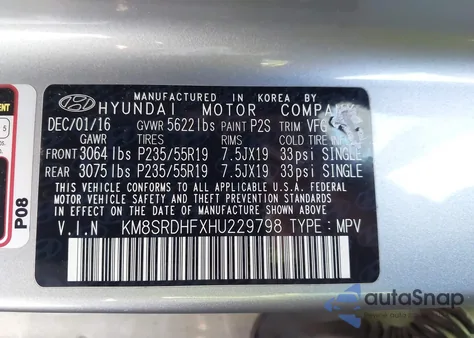 MANUFACTURED IN KOREA BY
HYUNDAI MOTOR COMPA
DEC/01/16 GVWR 5622lbs PAINT P2S TRIM VFG
GAWR TIRES RIMS COLD TIRE
FRONT 3064 lbs P235/55R19 7.5JX19 33psi SINGLE
REAR 3075 lbs P235/55R19 7.5JX19 33psi SINGLE
THIS VEHICLE CONFORMS TO ALL APPLICABLE FEDERAL
MOTOR VEHICLE SAFETY AND THEFT PREVENTION STANDARDS
IN EFFECT ON THE DATE OF MANUFACTURE SHOWN ABOVE.
V.I.N KM8SRDHFXHU229798 TYPE : MPV
5
P08
autoSnap